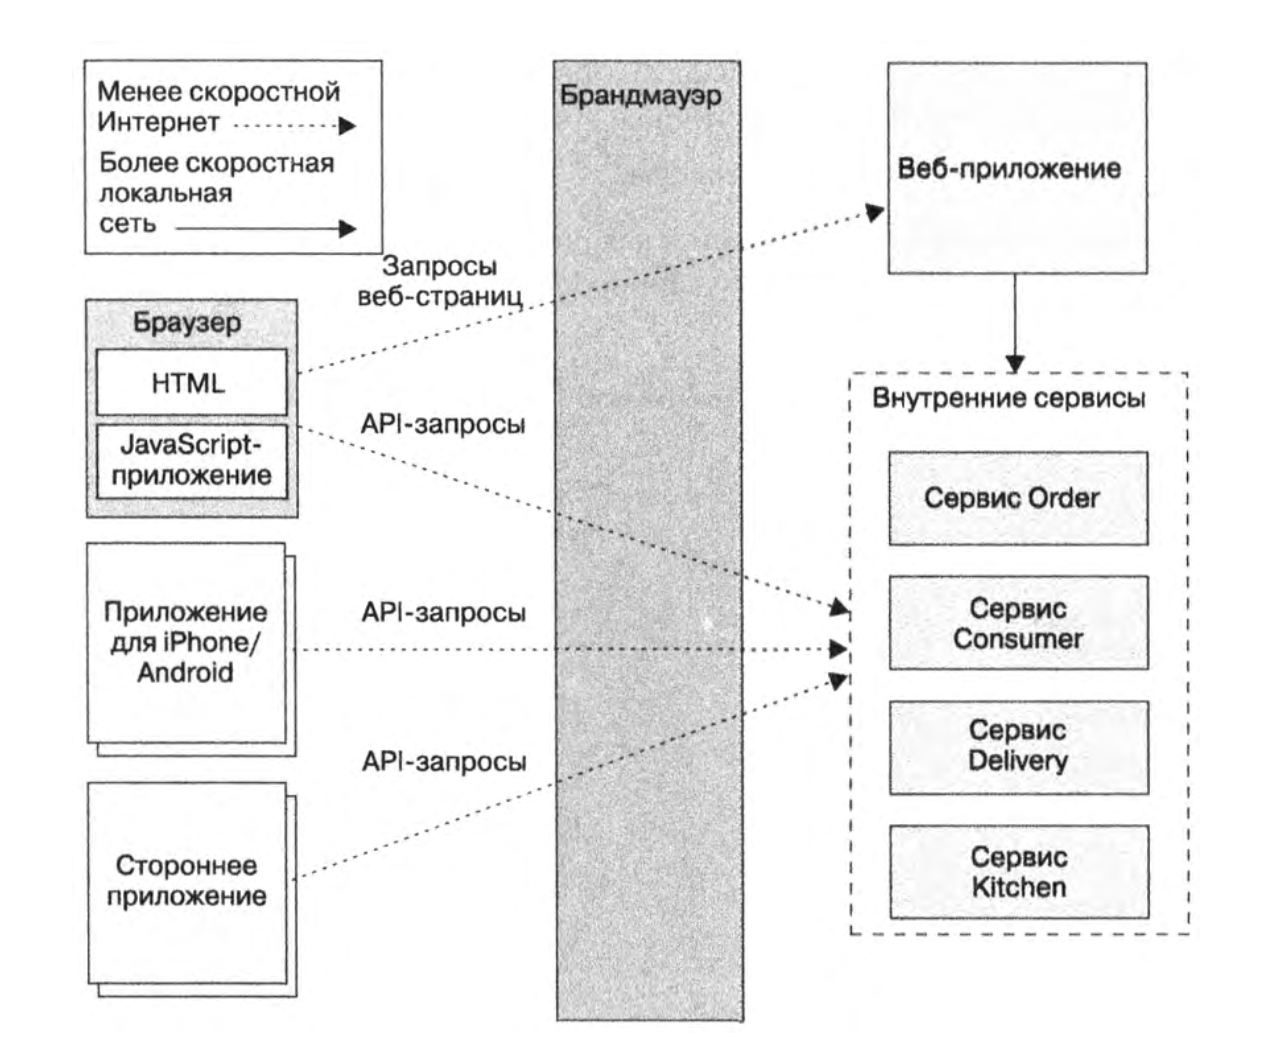 Менее скоростной
Интернет
Более скоростная
локальная
сеть
Брандмауэр
Веб-приложение
Запросы
веб-страниц
Браузер
HTML
JavaScript-
приложение
API-запросы
Внутренние сервисы
Сервис Order
Приложение
для iPhone/
Android
API-запросы
Сервис
Consumer
Сервис
Delivery
API-запросы
Стороннее
приложение
Сервис
Kitchen